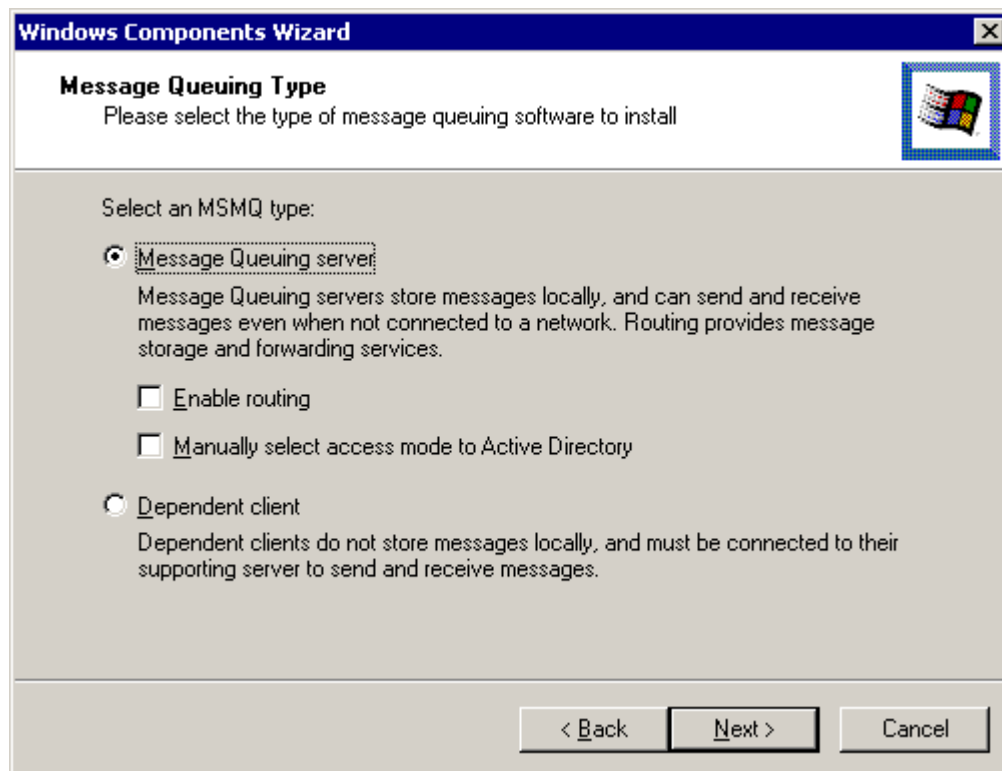 Windows Components Wizard
Message Queuing Type
Please select the type of message queuing software to install
Select an MSMQ type:
Message Queuing server
Message Queuing servers store messages locally, and can send and receive
messages even when not connected to a network. Routing provides message
storage and forwarding services.
Enable routing
Manually select access mode to Active Directory
Dependent client
Dependent clients do not store messages locally, and must be connected to their
supporting server to send and receive messages.
< Back Next > Cancel